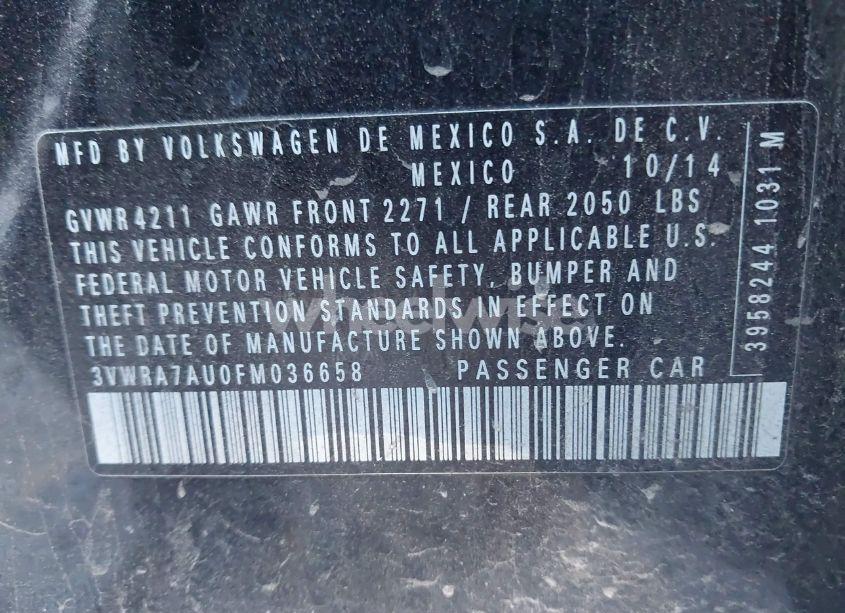 MFD BY VOLKSWAGEN DE MEXICO S.A. DE C.V.
MEXICO 10/14
GVWR4211 GAWR FRONT 2271 / REAR 2050 LBS
THIS VEHICLE CONFORMS TO ALL APPLICABLE U.S.
FEDERAL MOTOR VEHICLE SAFETY, BUMPER AND
THEFT PREVENTION STANDARDS IN EFFECT ON
THE DATE OF MANUFACTURE SHOWN ABOVE.
3VWRA7AU0FM036658 PASSENGER CAR
3958244 1031 M